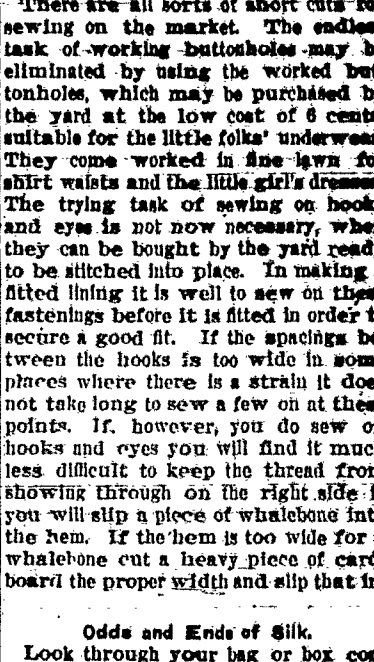 There are all sorts of short cuts fo
sewing on the market. The endles
task of working buttonholes may b
eliminated by using the worked but
tonholes, which may be purchased b
the yard at the low cost of 6 cents
suitable for the little folks' underwear
They come worked in fine lawn fo
shirt waists and the little girl's dresses
The trying task of sewing on hook
and eyes is not now necessary, whe
they can be bought by the yard read
to be stitched into place. In making
fitted lining it is well to sew on thes
fastenings before it is fitted in order t
secure a good fit. If the spacings be
tween the hooks is too wide in som
places where there is a strain it doe
not take long to sew a few on at thes
points. If, however, you do sew o
hooks and eyes you will find it muc
less difficult to keep the thread from
showing through on the right side i
you will slip a piece of whalebone int
the hem. If the hem is too wide for
whalebone cut a heavy piece of card
board the proper width and slip that in
Odds and Ends of Silk.
Look through your bag or box con